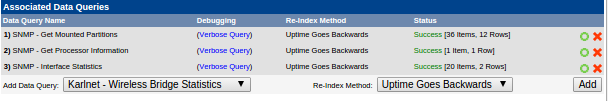 Associated Data Queries
Data Query Name Debugging Re-Index Method Status
1) SNMP - Get Mounted Partitions (Verbose Query) Uptime Goes Backwards Success [36 Items, 12 Rows]
2) SNMP - Get Processor Information (Verbose Query) Uptime Goes Backwards Success [1 Item, 1 Row]
3) SNMP - Interface Statistics (Verbose Query) Uptime Goes Backwards Success [20 Items, 2 Rows]
Add Data Query: Karlnet - Wireless Bridge Statistics Re-Index Method: Uptime Goes Backwards Add